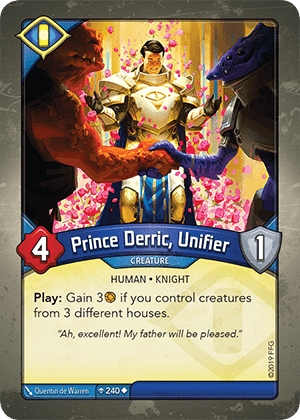 Prince Derric, Unifier
CREATURE
4
1
HUMAN • KNIGHT
Play: Gain 3 if you control creatures
from 3 different houses.
“Ah, excellent! My father will be pleased.”
©2019 FFG
Quentin de Warren
240